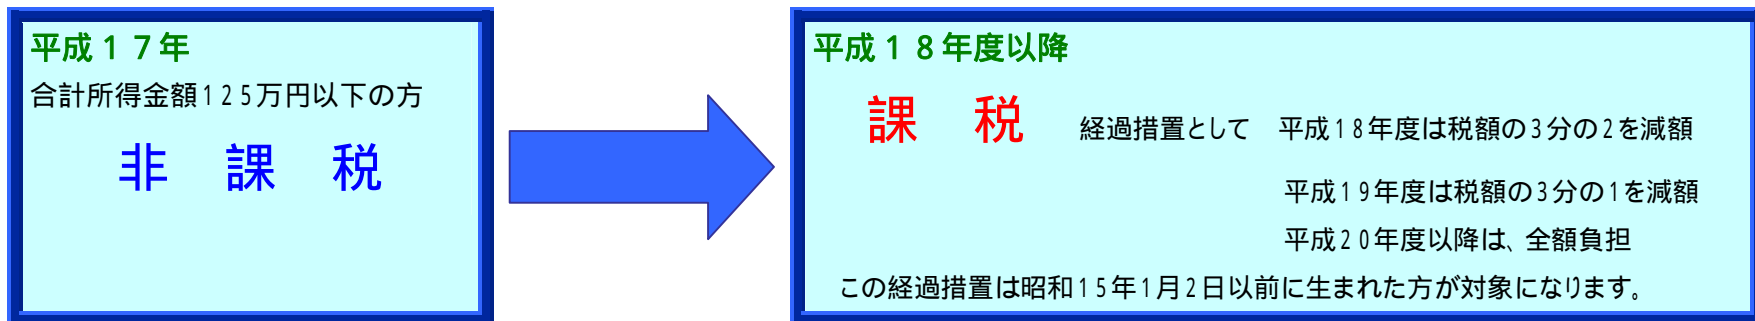 平成１７年
合計所得金額125万円以下の方
非　課　税
平成１８年度以降
課　税　経過措置として　平成18年度は税額の3分の2を減額
平成19年度は税額の3分の1を減額
平成20年度以降は、全額負担
この経過措置は昭和15年1月2日以前に生まれた方が対象になります。